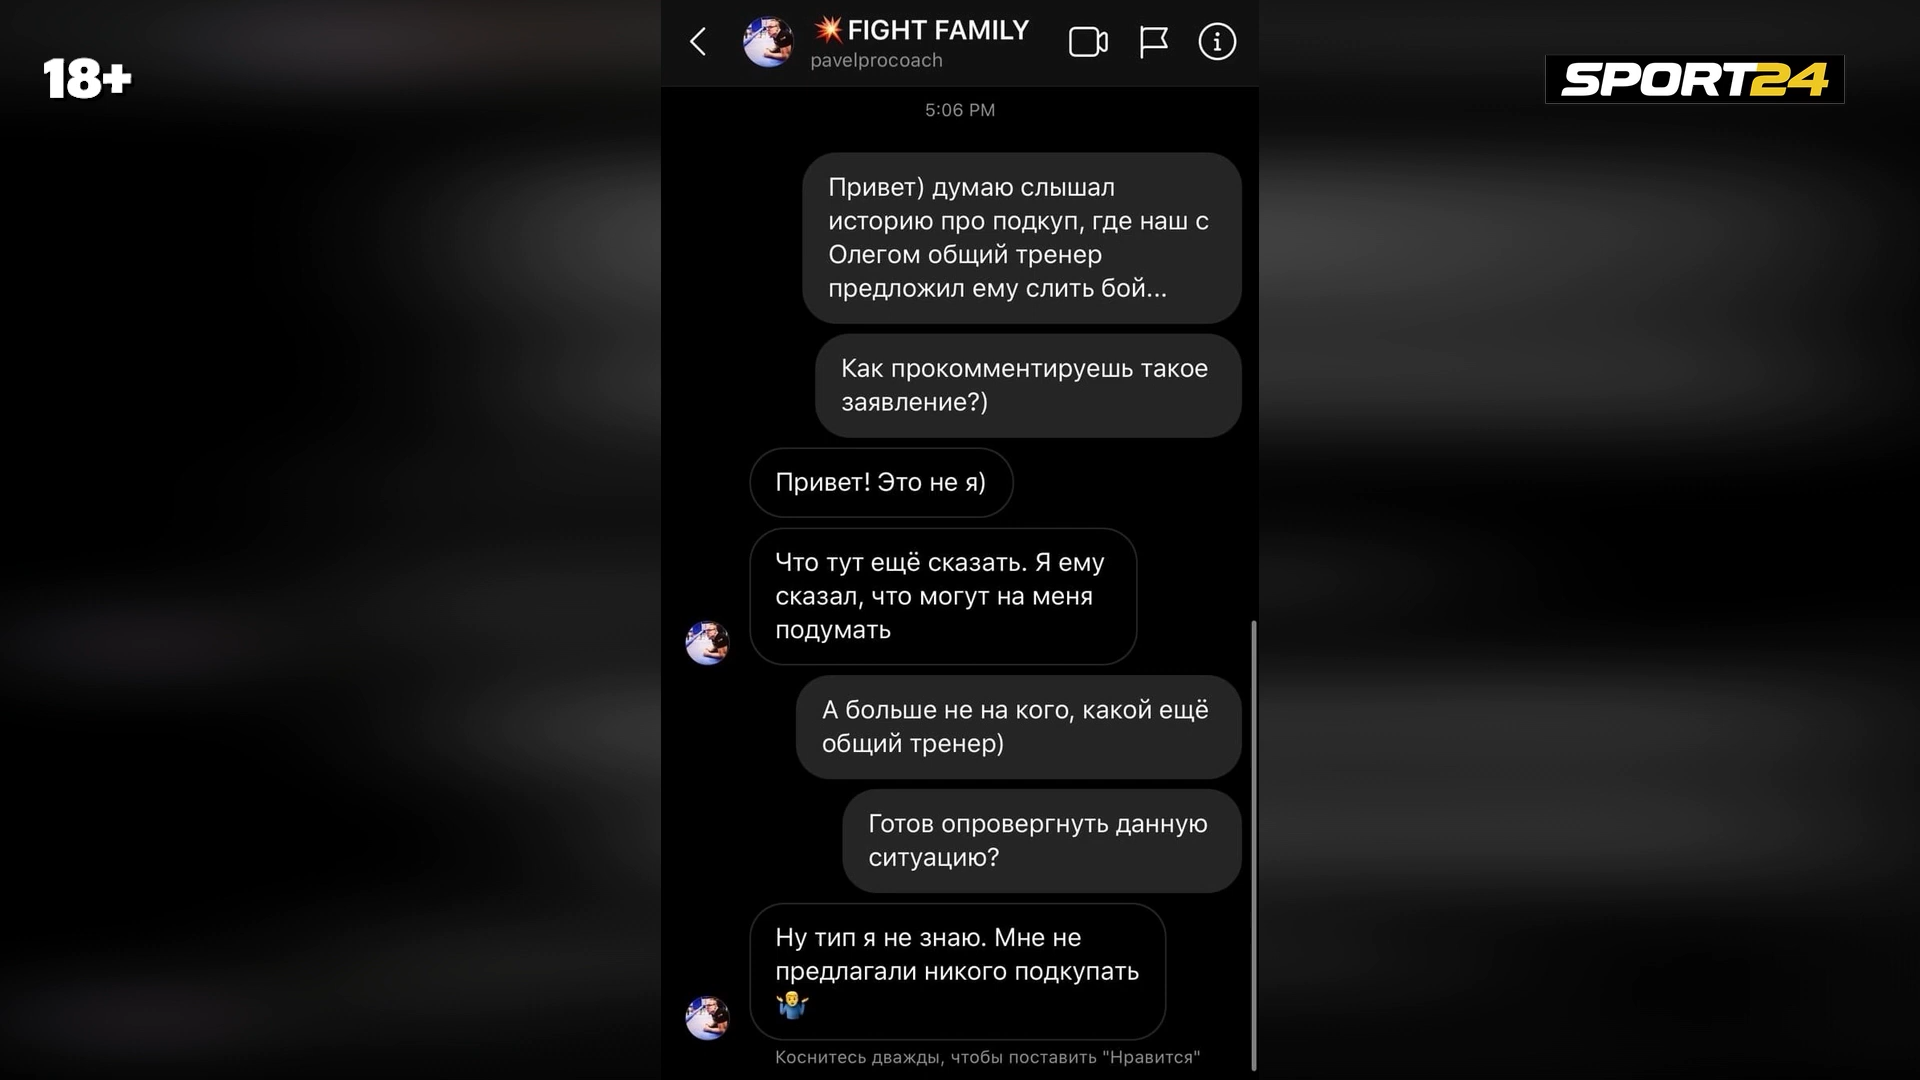 18+
SPORT24
💥FIGHT FAMILY
pavelprocoach
5:06 PM
Привет) думаю слышал
историю про подкуп, где наш с
Олегом общий тренер
предложил ему слить бой...
Как прокомментируешь такое
заявление?)
Привет! Это не я)
Что тут ещё сказать. Я ему
сказал, что могут на меня
подумать
А больше не на кого, какой ещё
общий тренер)
Готов опровергнуть данную
ситуацию?
Ну тип я не знаю. Мне не
предлагали никого подкупать
🤷‍♂️
Коснитесь дважды, чтобы поставить "Нравится"